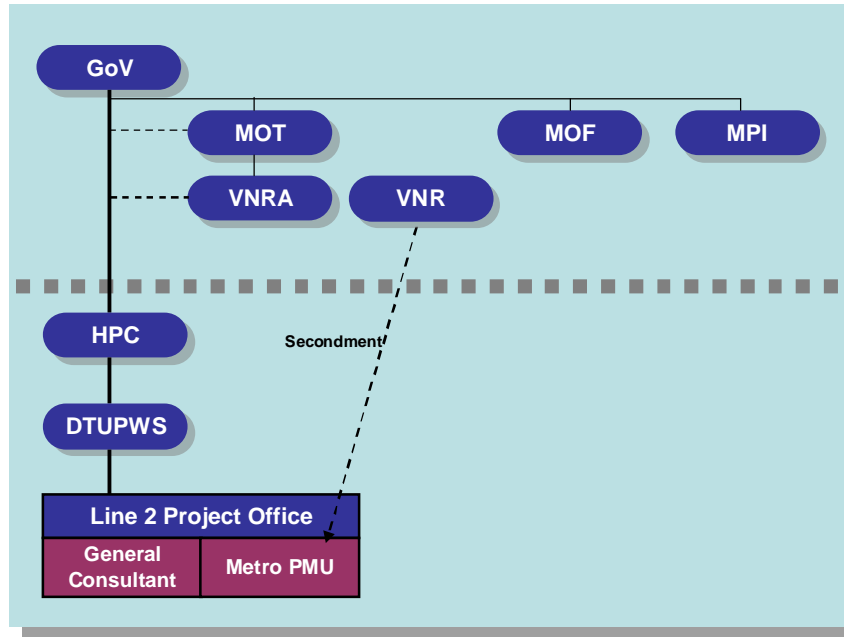 GoV
MOT
MOF
MPI
VNRA
VNR
HPC
Secondment
DTUPWS
Line 2 Project Office
General
Consultant
Metro PMU